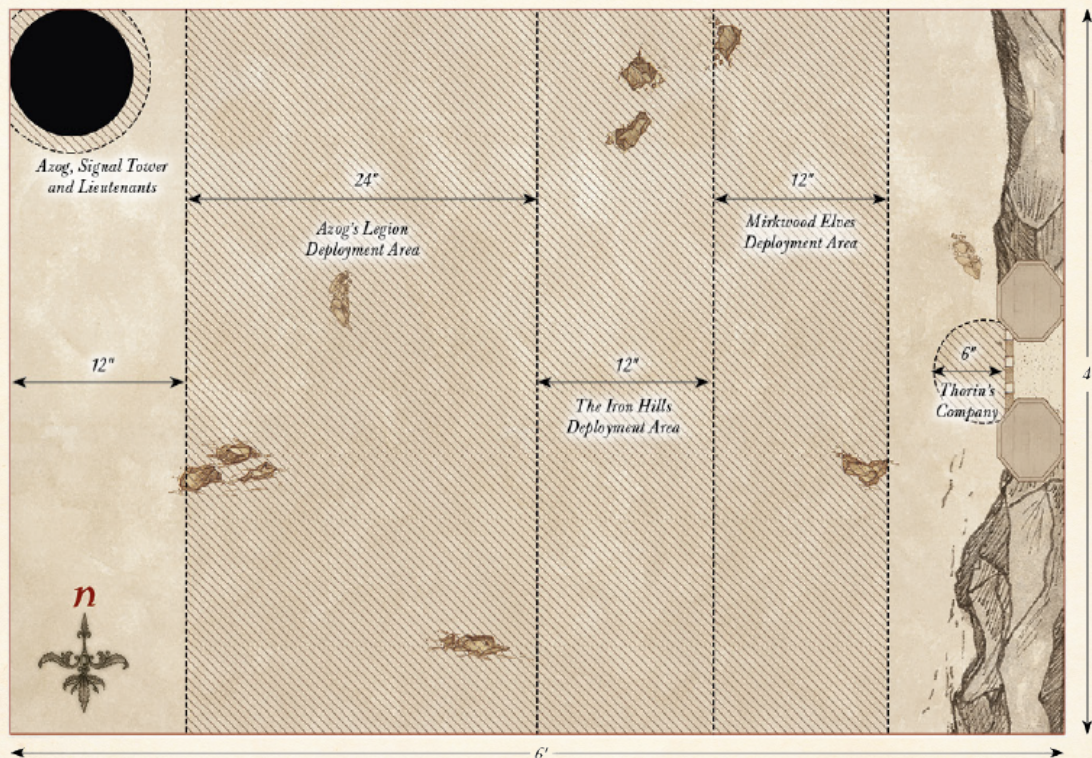 Azog, Signal Tower
and Lieutenants
24"
Azog's Legion
Deployment Area
12"
Mirkwood Elves
Deployment Area
12"
12"
The Iron Hills
Deployment Area
6"
Thorin's
Company
4
n
6'